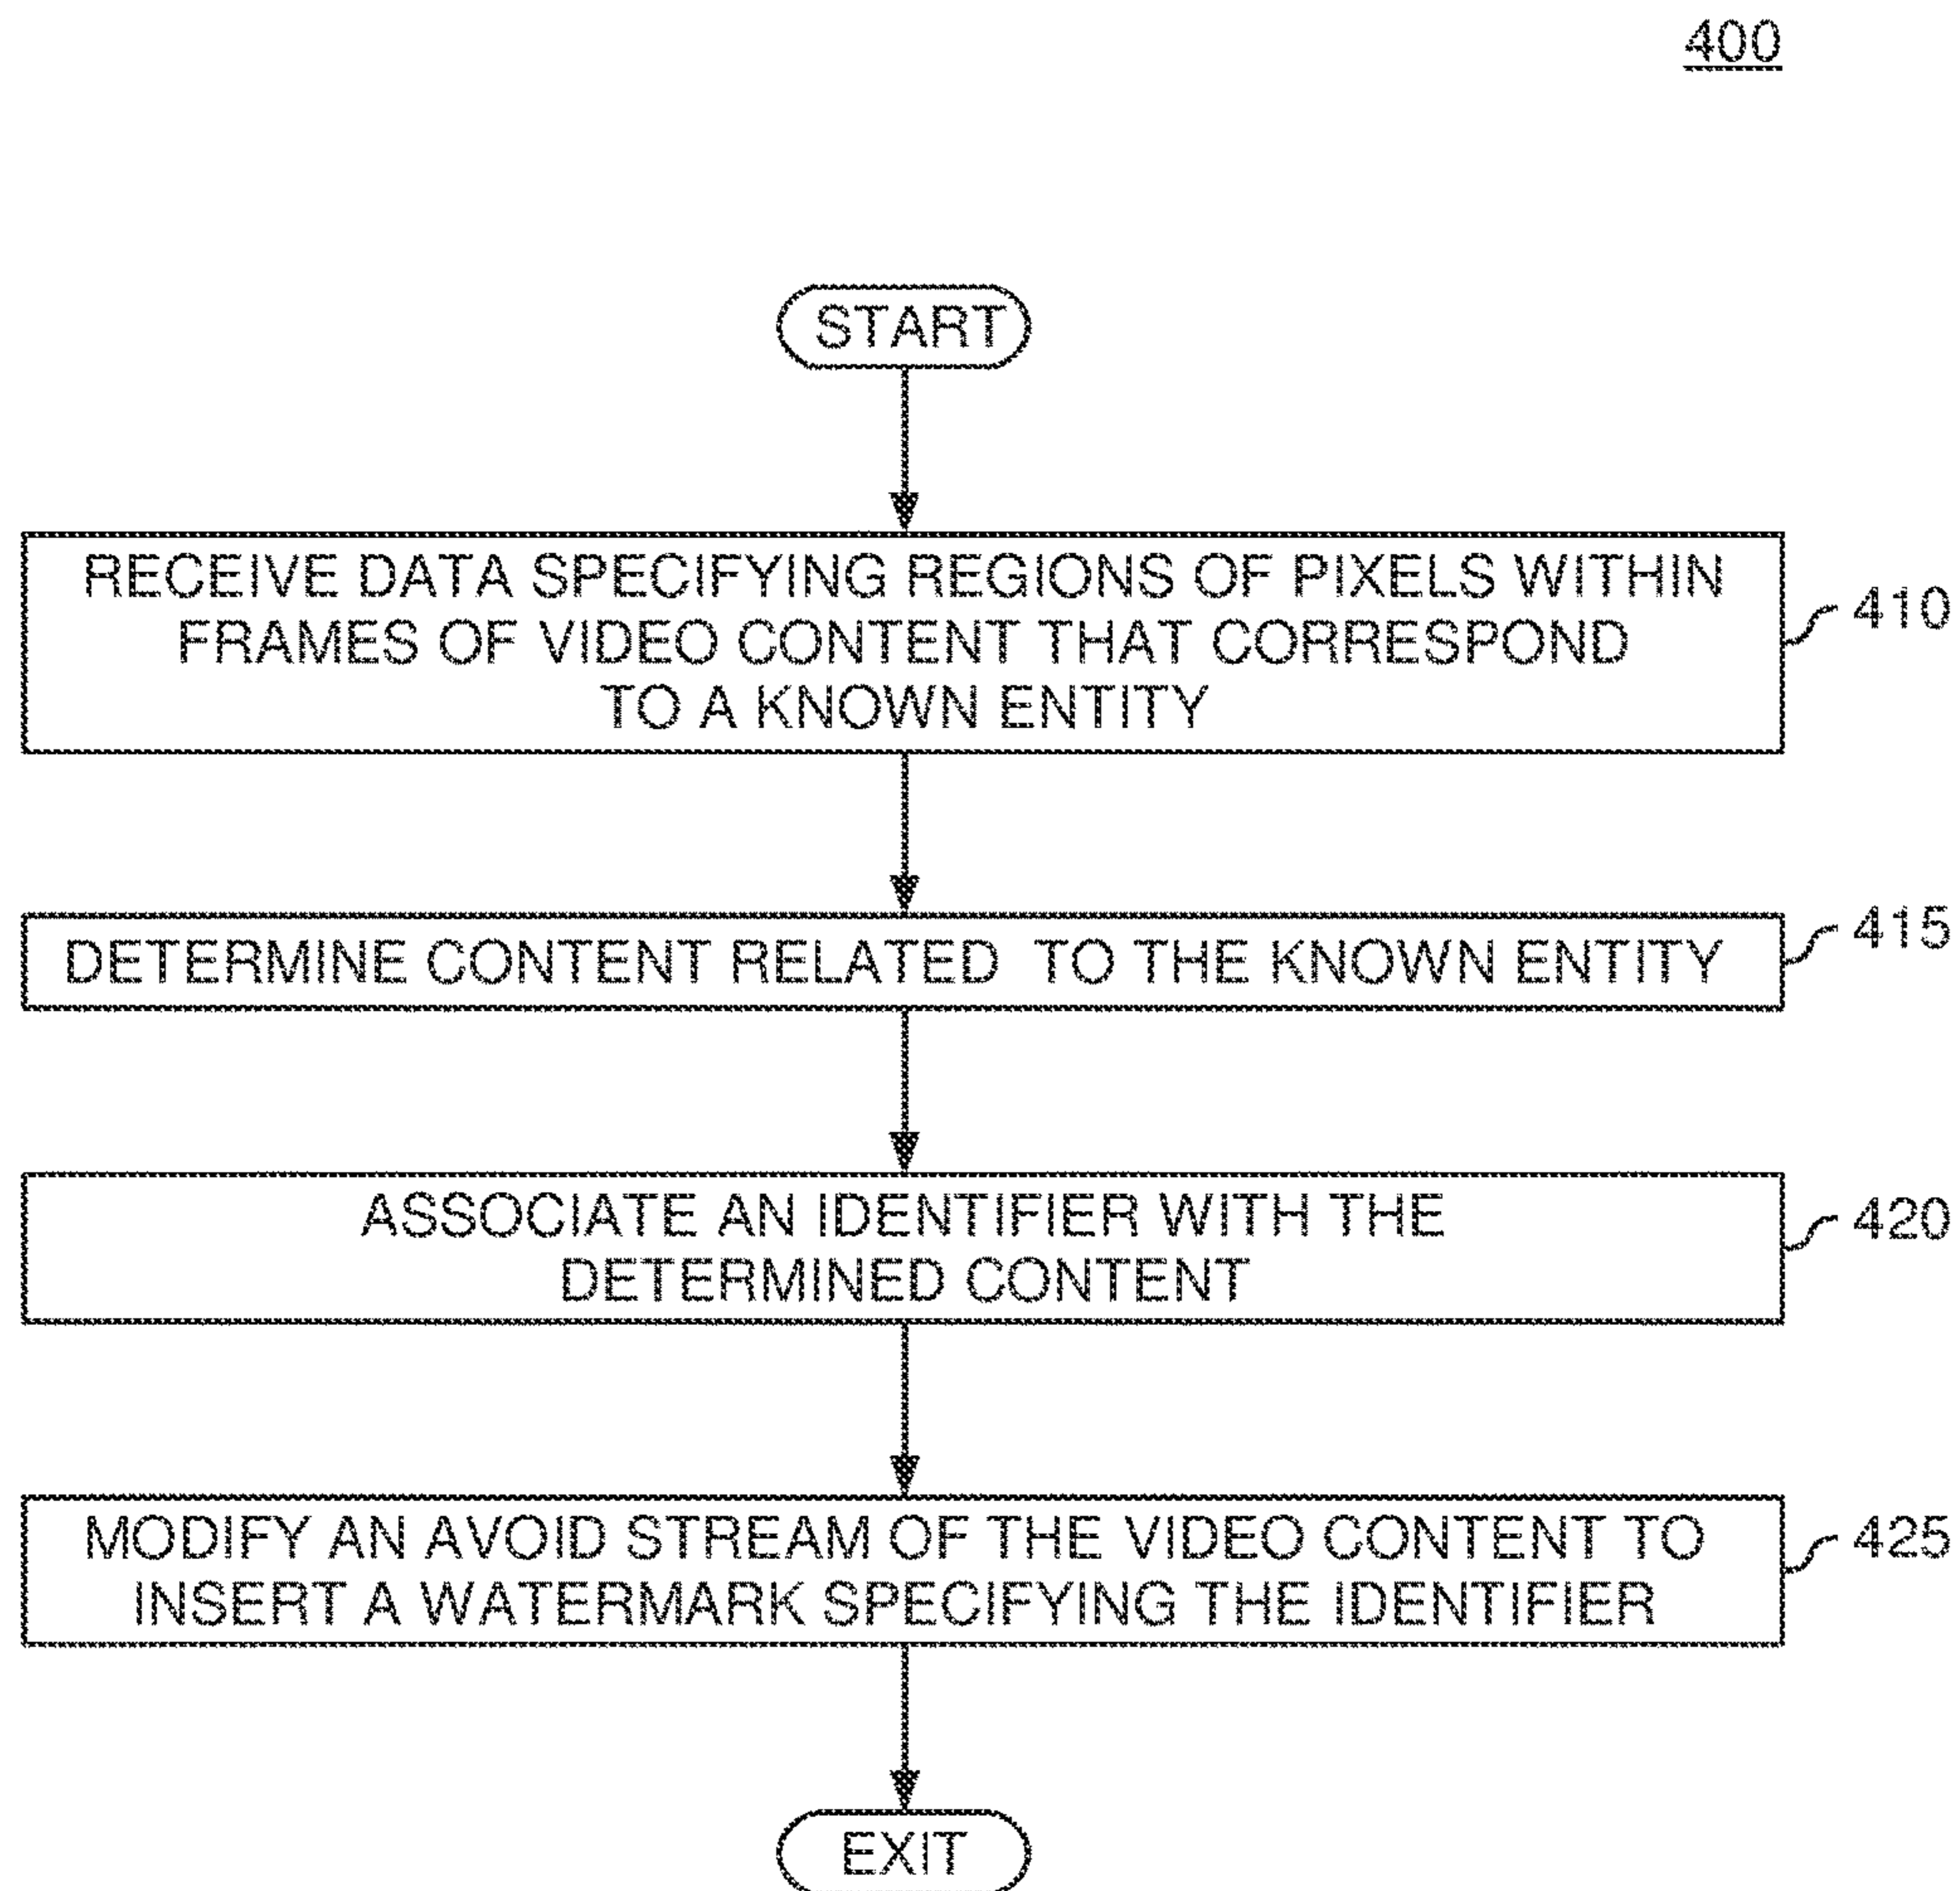 400
START
RECEIVE DATA SPECIFYING REGIONS OF PIXELS WITHIN
FRAMES OF VIDEO CONTENT THAT CORRESPOND
TO A KNOWN ENTITY
410
DETERMINE CONTENT RELATED TO THE KNOWN ENTITY
415
ASSOCIATE AN IDENTIFIER WITH THE
DETERMINED CONTENT
420
MODIFY AN AVOID STREAM OF THE VIDEO CONTENT TO
INSERT A WATERMARK SPECIFYING THE IDENTIFIER
425
EXIT